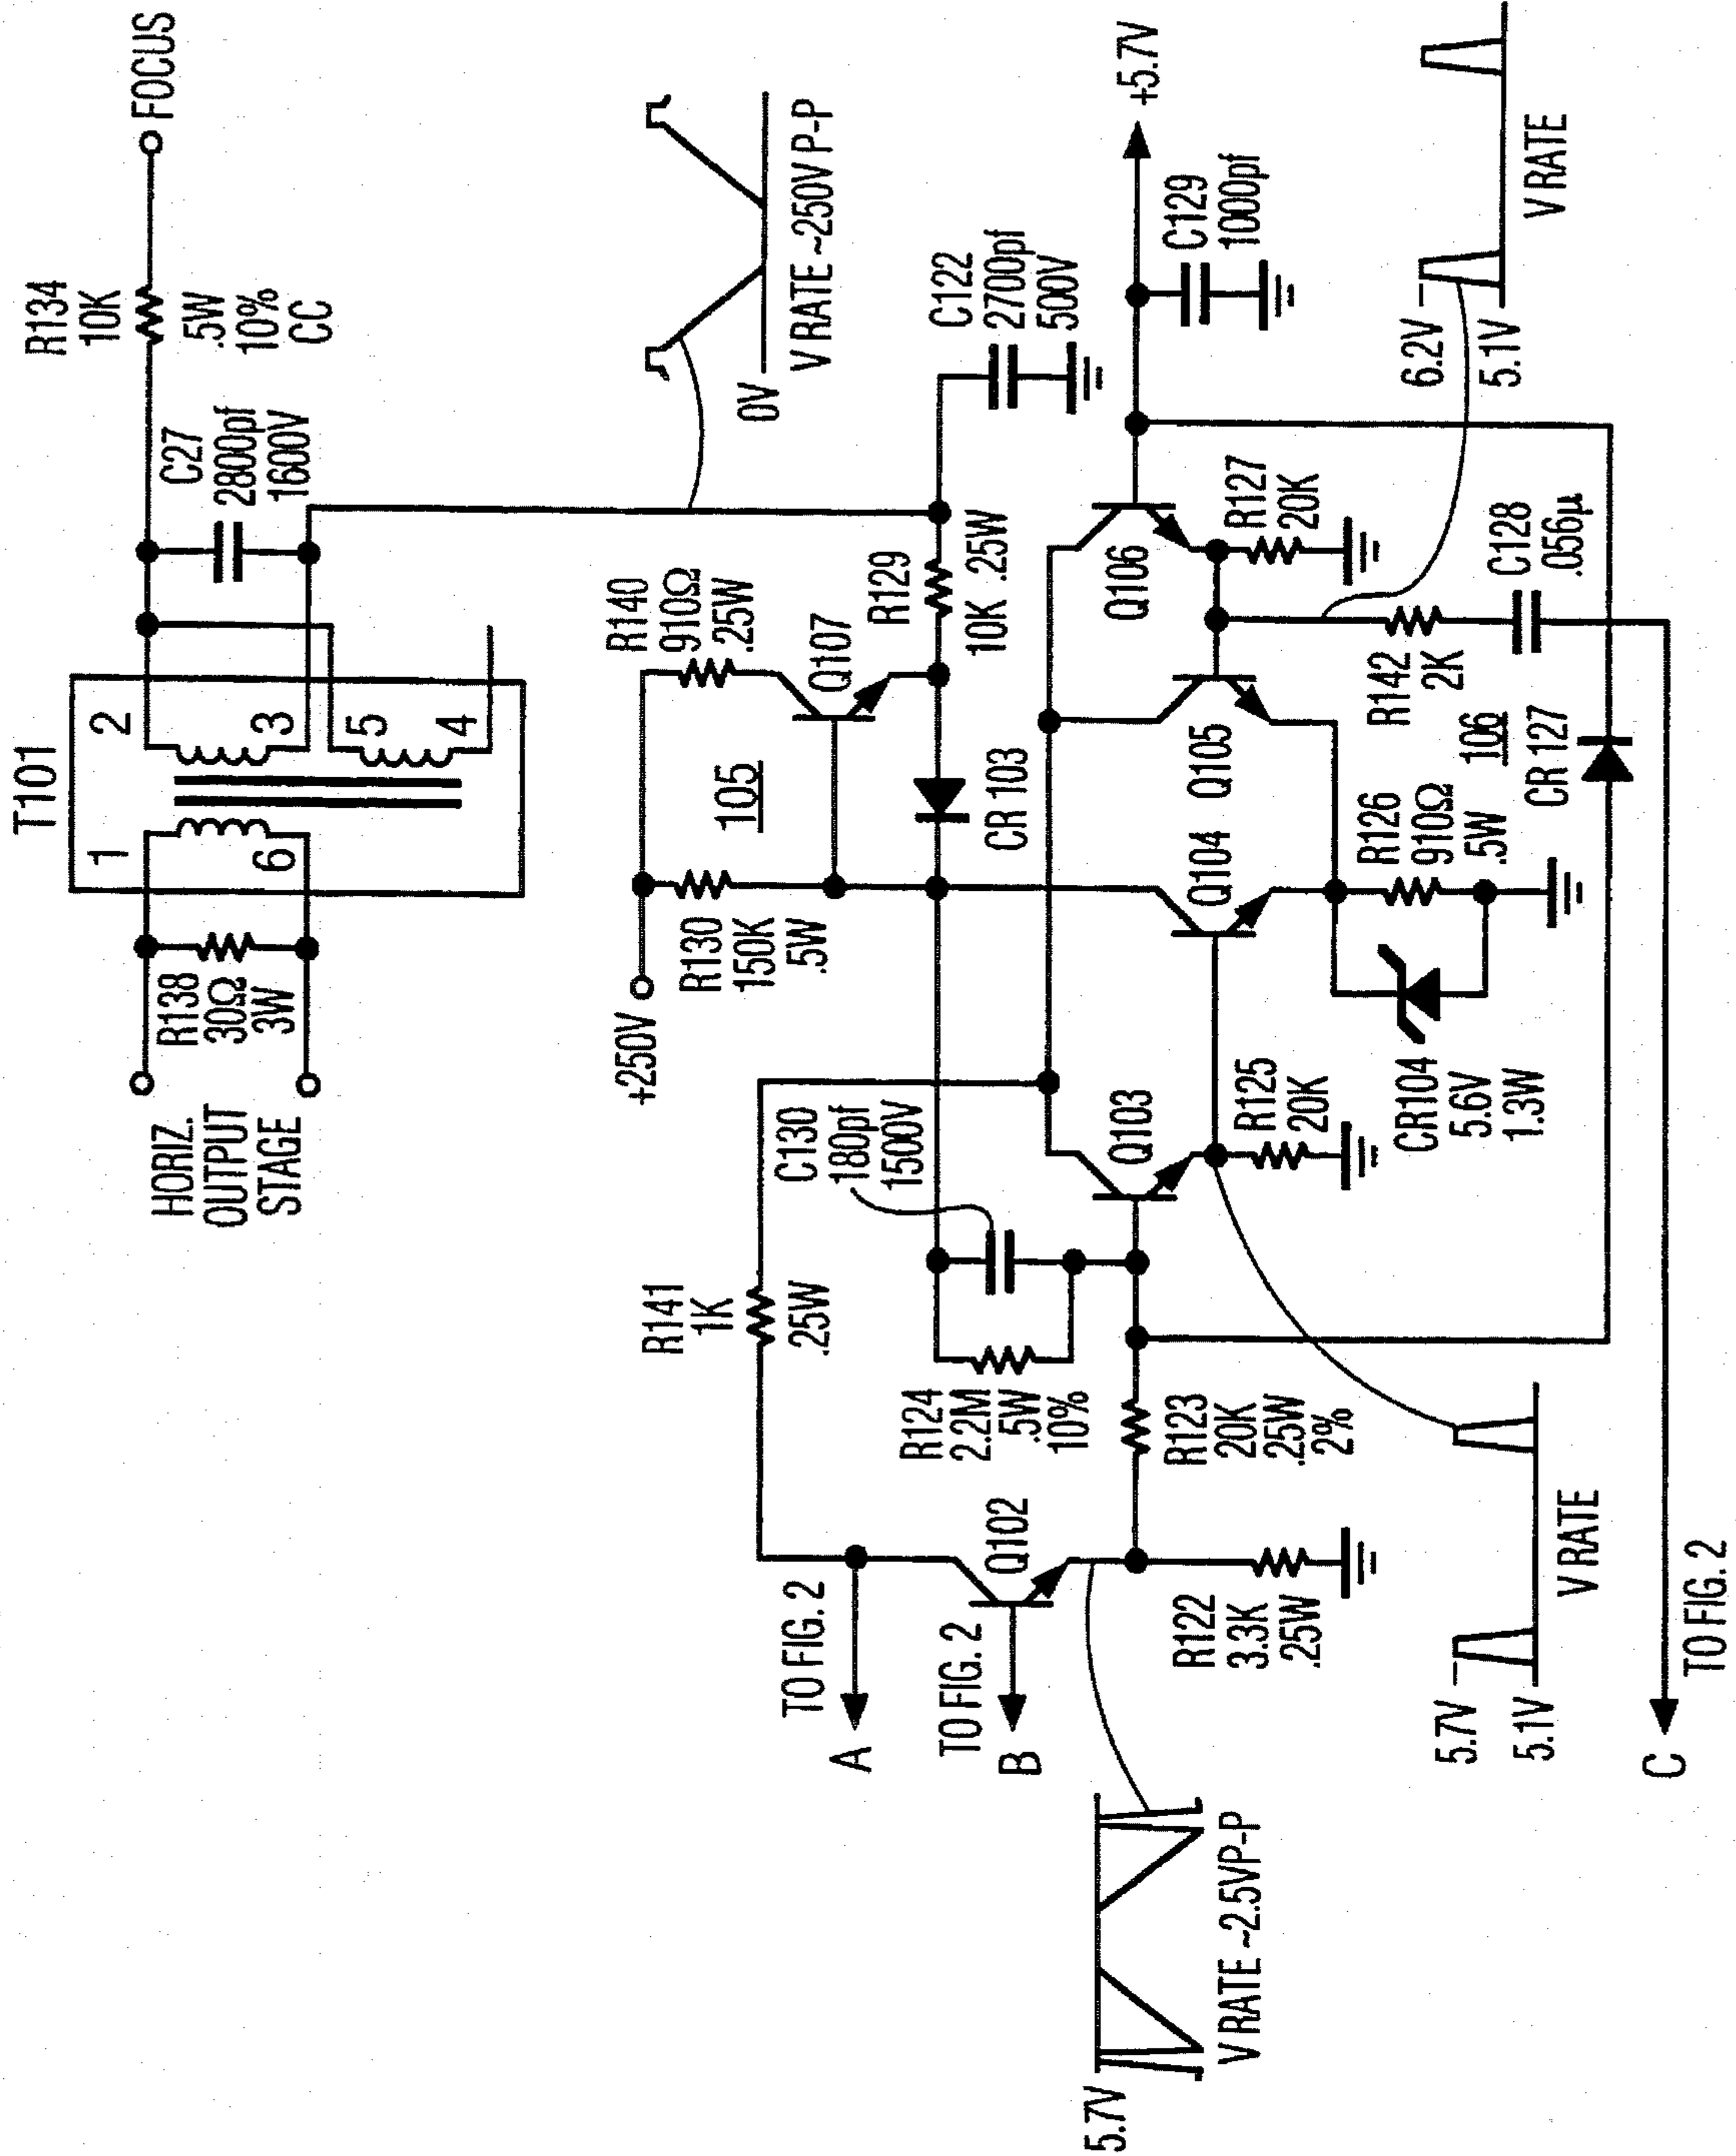 T101
1
2
6
3
5
4
R138
30Ω
3W
HORIZ.
OUTPUT
STAGE
C27
2800pf
1600V
R134
10K
.5W
10%
CC
FOCUS
+250V
R130
150K
.5W
105
R140
910Ω
.25W
Q107
CR 103
R129
10K .25W
0V
V RATE ~250V P-P
C122
2700pf
500V
R141
1K
.25W
C130
180pf
1500V
R124
2.2M
.5W
10%
TO FIG. 2
A
TO FIG. 2
B
Q102
R122
3.3K
.25W
R123
20K
.25W
2%
Q103
R125
20K
Q104
Q105
Q106
R127
20K
+5.7V
C129
1000pf
CR104
5.6V
1.3W
R126
910Ω
.5W
R142
2K
106
CR 127
C128
.056µ
6.2V
5.1V
V RATE
5.7V
V RATE ~2.5VP-P
5.7V
5.1V
V RATE
C
TO FIG. 2